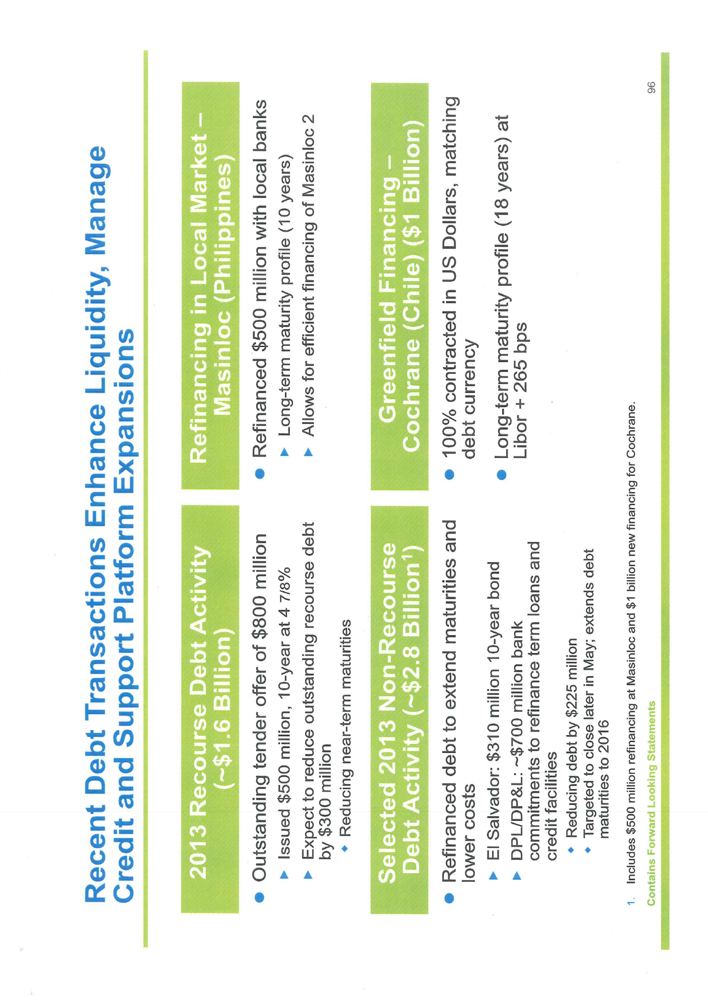 Recent Debt Transactions Enhance Liquidity, Manage
Credit and Support Platform Expansions
2013 Recourse Debt Activity
(~$1.6 Billion)
● Outstanding tender offer of $800 million
► Issued $500 million, 10-year at 4 7/8%
► Expect to reduce outstanding recourse debt
by $300 million
◆ Reducing near-term maturities
Refinancing in Local Market –
Masinloc (Philippines)
● Refinanced $500 million with local banks
► Long-term maturity profile (10 years)
► Allows for efficient financing of Masinloc 2
Selected 2013 Non-Recourse
Debt Activity (~$2.8 Billion¹)
● Refinanced debt to extend maturities and
lower costs
► El Salvador: $310 million 10-year bond
► DPL/DP&L: ~$700 million bank
commitments to refinance term loans and
credit facilities
◆ Reducing debt by $225 million
◆ Targeted to close later in May; extends debt
maturities to 2016
Greenfield Financing –
Cochrane (Chile) ($1 Billion)
● 100% contracted in US Dollars, matching
debt currency
● Long-term maturity profile (18 years) at
Libor + 265 bps
1. Includes $500 million refinancing at Masinloc and $1 billion new financing for Cochrane.
Contains Forward Looking Statements
96